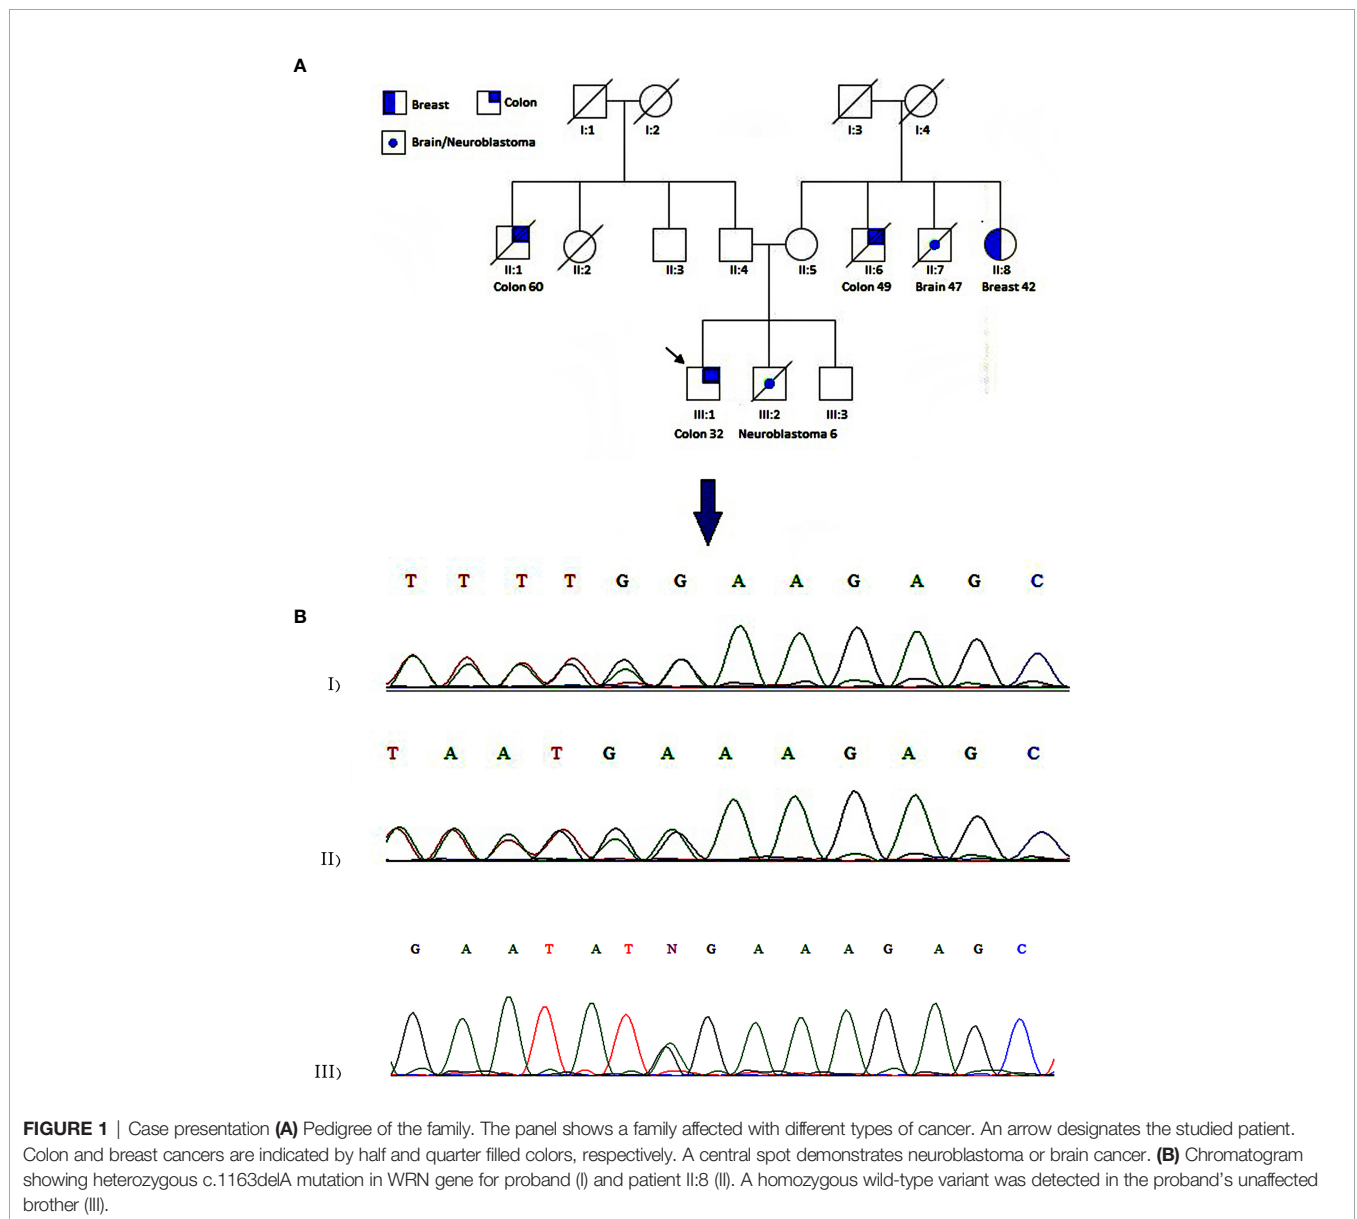 A
Breast
Colon
Brain/Neuroblastoma
I:1
I:2
I:3
I:4
II:1
II:2
II:3
II:4
II:5
II:6
II:7
II:8
Colon 60
Colon 49
Brain 47
Breast 42
III:1
III:2
III:3
Colon 32
Neuroblastoma 6
T T T T G G A A G A G C
B
I)
T A A T G A A A G A G C
II)
G A A T A T N G A A A G A G C
III)
FIGURE 1 | Case presentation (A) Pedigree of the family. The panel shows a family affected with different types of cancer. An arrow designates the studied patient.
Colon and breast cancers are indicated by half and quarter filled colors, respectively. A central spot demonstrates neuroblastoma or brain cancer. (B) Chromatogram
showing heterozygous c.1163delA mutation in WRN gene for proband (I) and patient II:8 (II). A homozygous wild-type variant was detected in the proband's unaffected
brother (III).